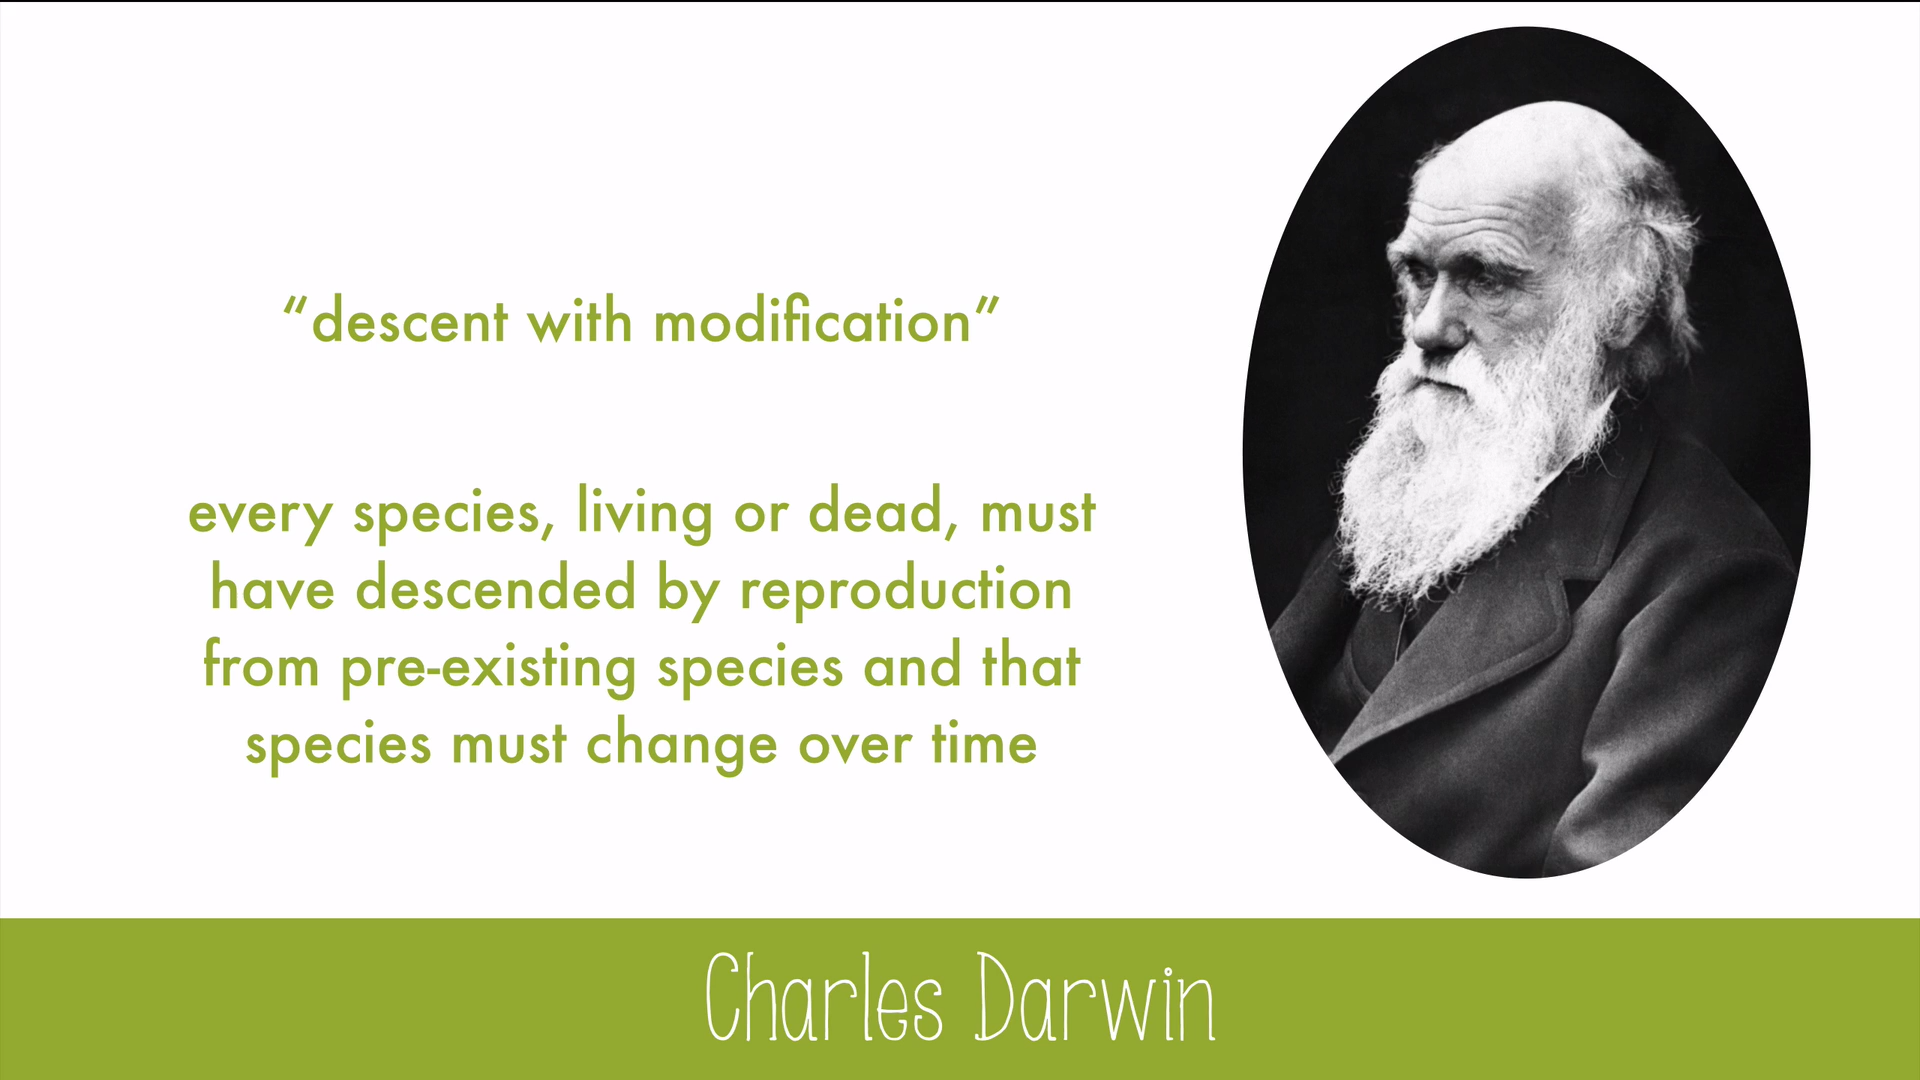 “descent with modification”
every species, living or dead, must
have descended by reproduction
from pre-existing species and that
species must change over time
Charles Darwin